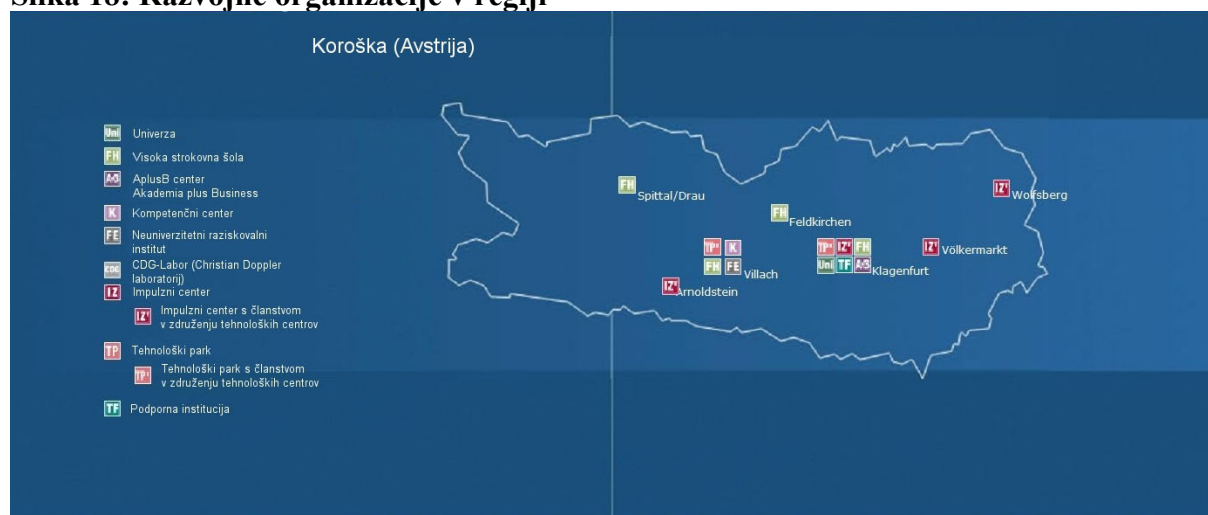 Slika 18: Razvojne organizacije v regiji
Koroška (Avstrija)
Uni Univerza
FH Visoka strokovna šola
A+B AplusB center
Akademia plus Business
K Kompetenčni center
FE Neuniverzitetni raziskovalni
institut
CDG CDG-Labor (Christian Doppler
laboratorij)
IZ Impulzni center
IZ+ Impulzni center s članstvom
v združenju tehnoloških centrov
TP Tehnološki park
TP+ Tehnološki park s članstvom
v združenju tehnoloških centrov
TF Podporna institucija
FH Spittal/Drau
FH Feldkirchen
IZ+ Wolfsberg
TP+ K
FH FE Villach
TP+ IZ+ FH
Uni TF A+B Klagenfurt
IZ+ Völkermarkt
IZ+ Arnoldstein